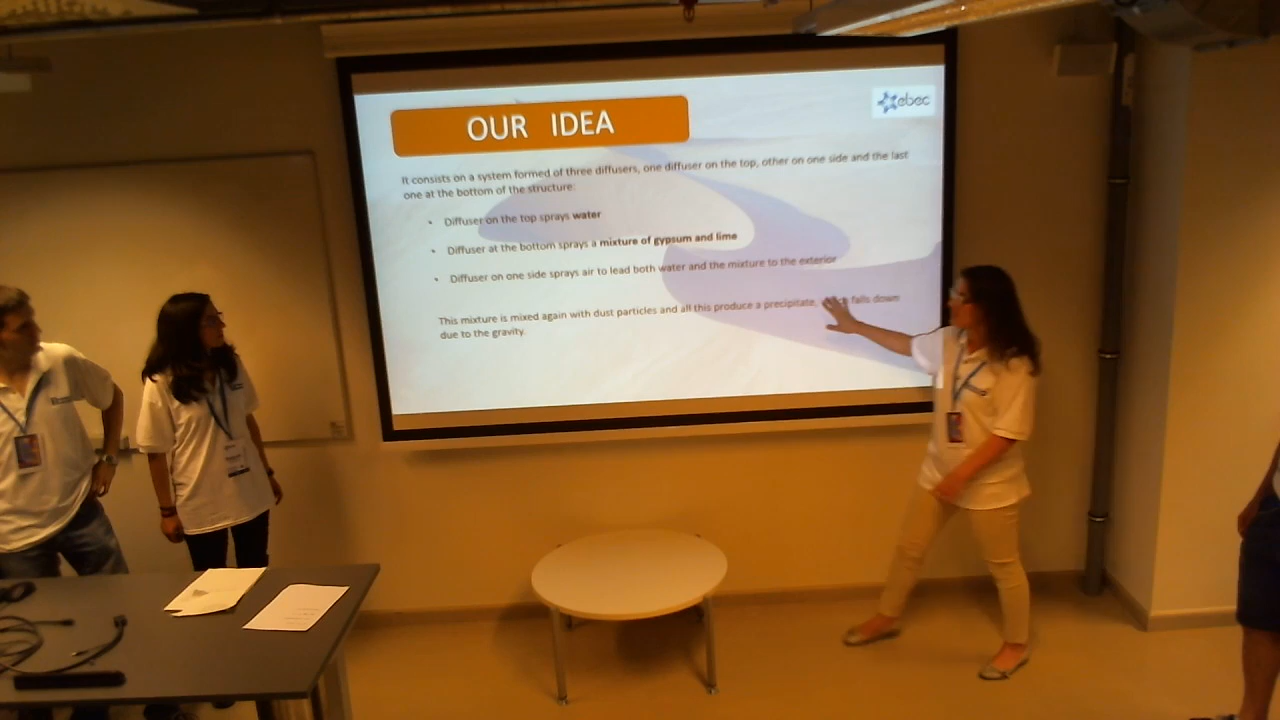 ebec
OUR IDEA
It consists on a system formed of three diffusers, one diffuser on the top, other on one side and the last
one at the bottom of the structure:
• Diffuser on the top sprays water
• Diffuser at the bottom sprays a mixture of gypsum and lime
• Diffuser on one side sprays air to lead both water and the mixture to the exterior
This mixture is mixed again with dust particles and all this produce a precipitate, falls down
due to the gravity.